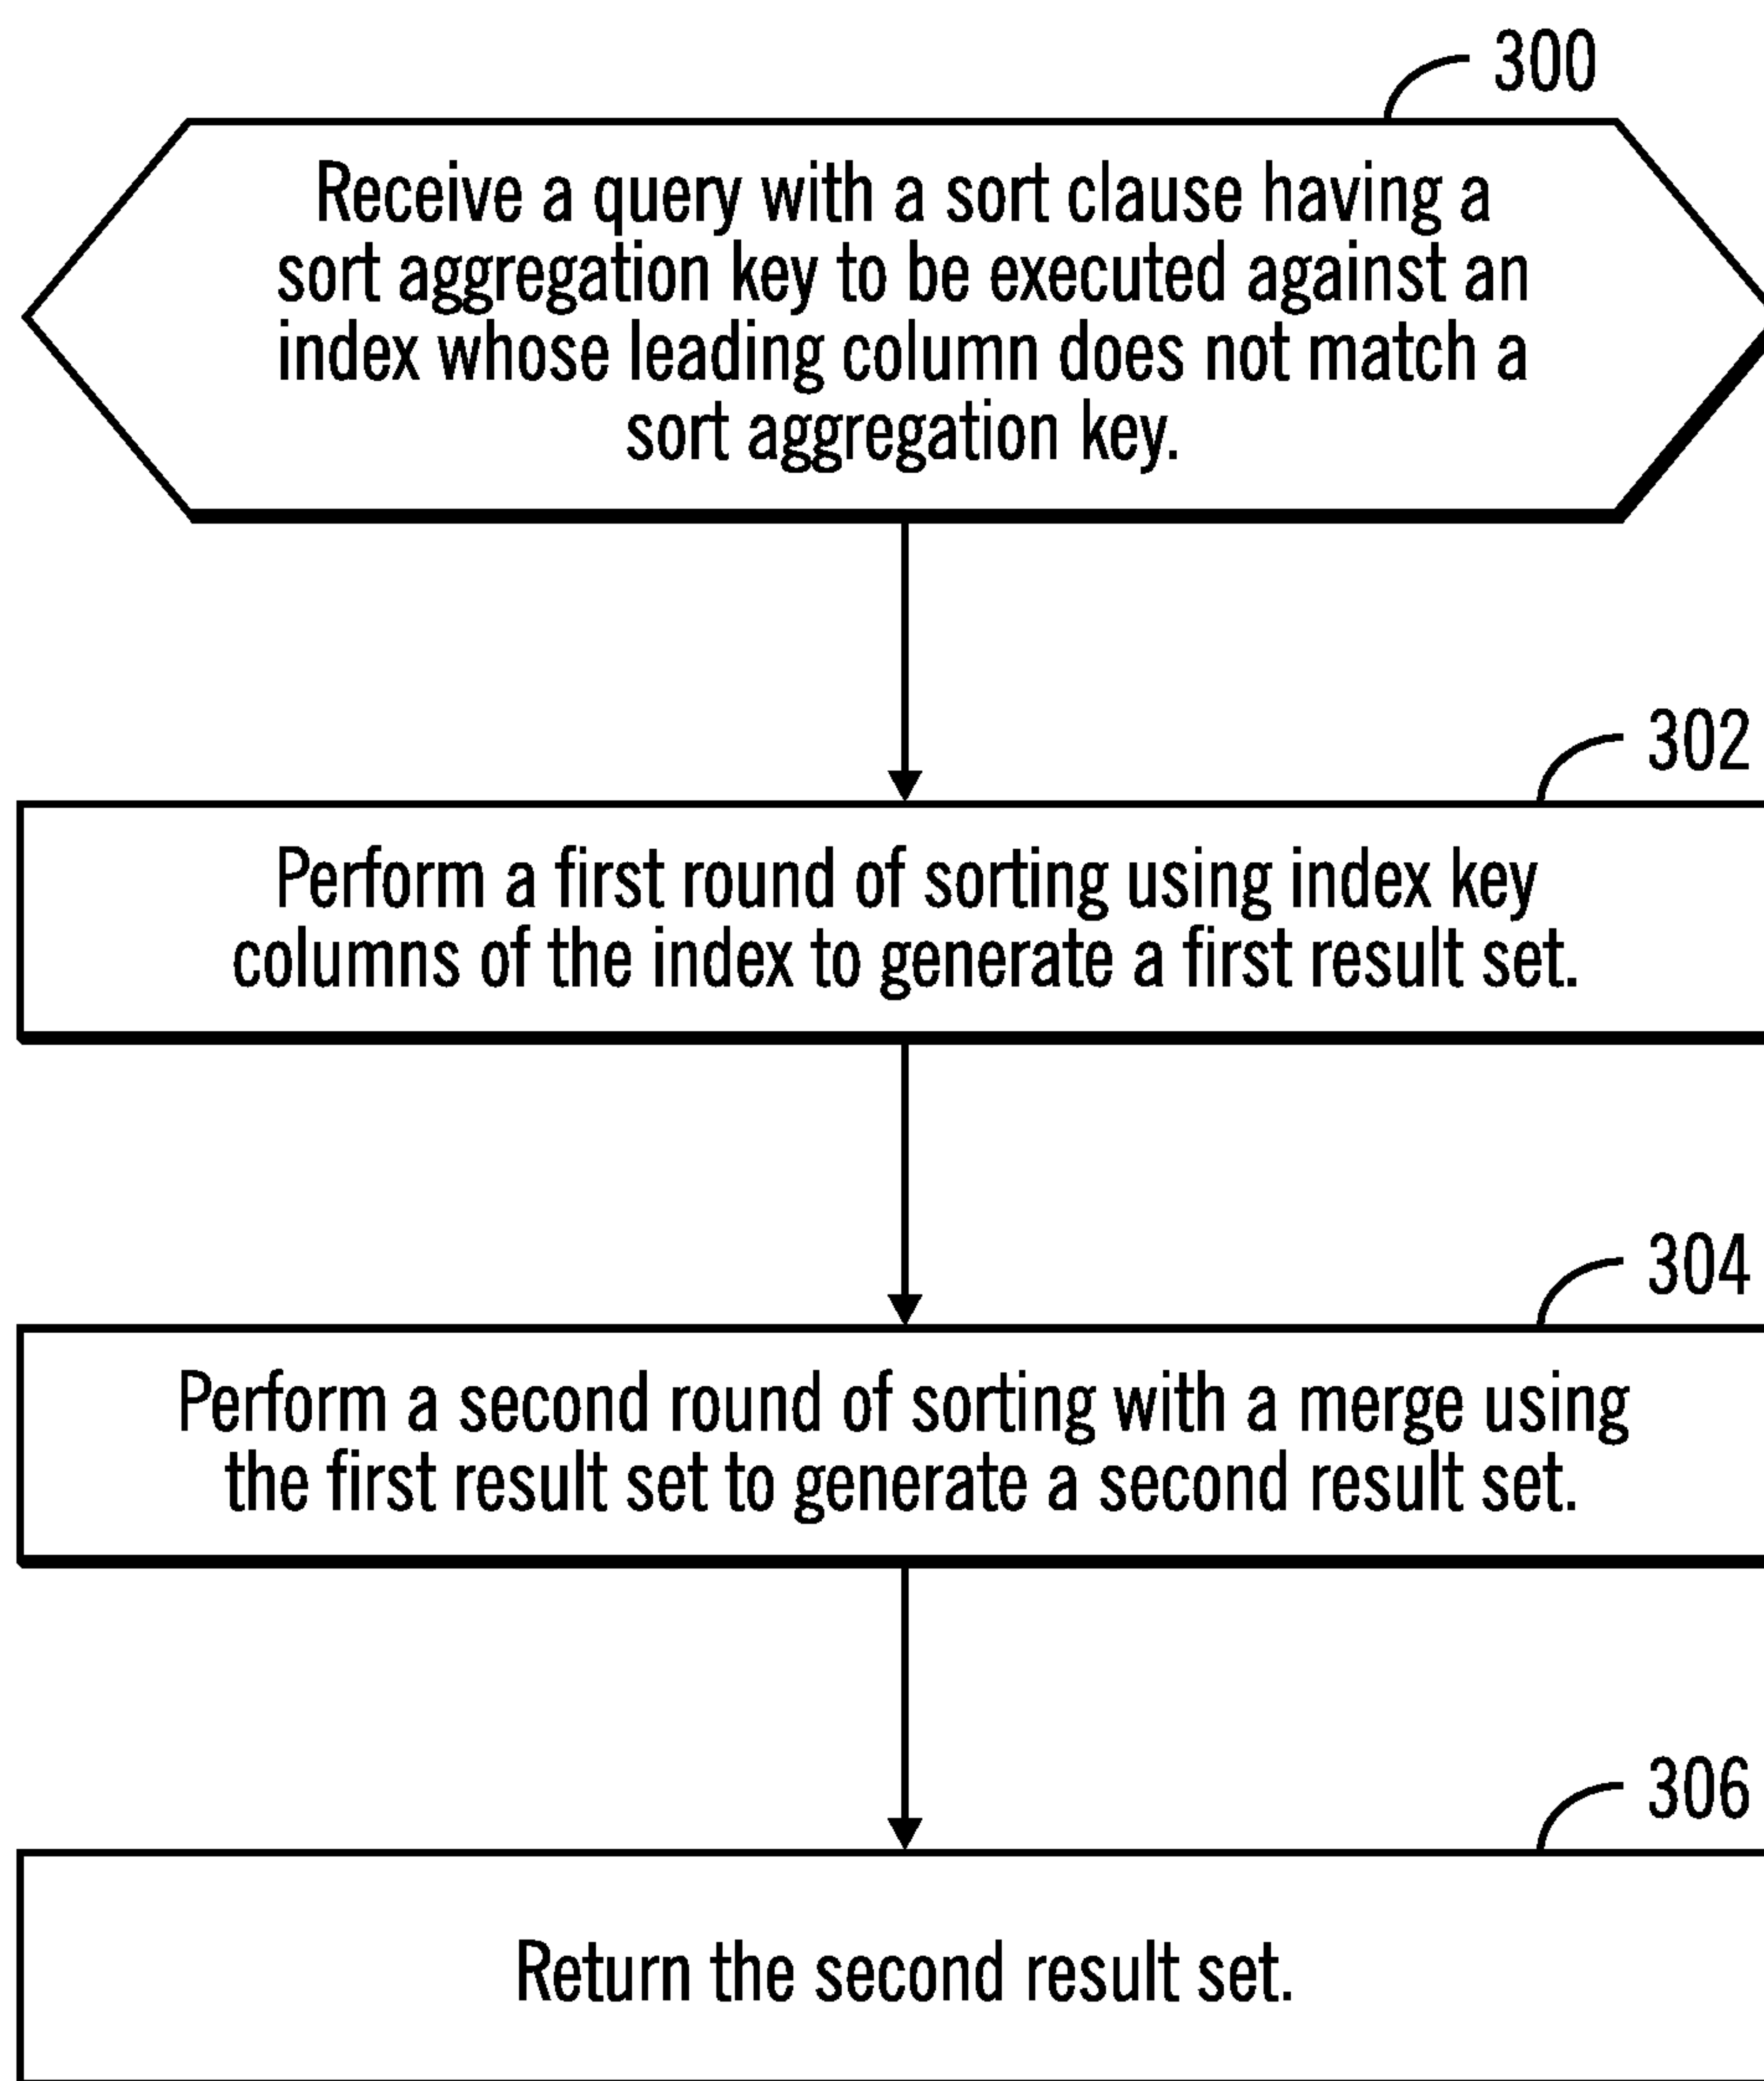 300
Receive a query with a sort clause having a
sort aggregation key to be executed against an
index whose leading column does not match a
sort aggregation key.
302
Perform a first round of sorting using index key
columns of the index to generate a first result set.
304
Perform a second round of sorting with a merge using
the first result set to generate a second result set.
306
Return the second result set.